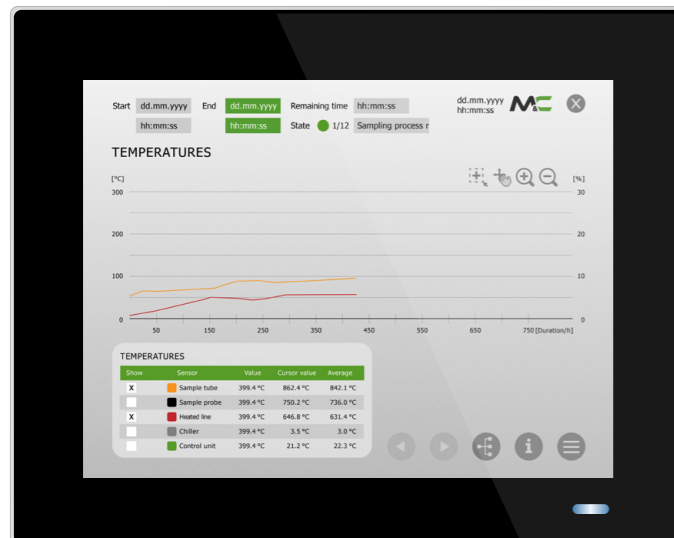 Start dd.mm.yyyy End dd.mm.yyyy Remaining time hh:mm:ss dd.mm.yyyy M&C
hh:mm:ss hh:mm:ss State 1/12 Sampling process r hh:mm:ss
TEMPERATURES
[°C] [%]
300 30
200 20
100 10
0 0
50 150 250 350 450 550 650 750 [Duration/h]
TEMPERATURES
Show Sensor Value Cursor value Average
X Sample tube 399.4 °C 862.4 °C 842.1 °C
Sample probe 399.4 °C 750.2 °C 736.0 °C
X Heated line 399.4 °C 646.8 °C 631.4 °C
Chiller 399.4 °C 3.5 °C 3.0 °C
Control unit 399.4 °C 21.2 °C 22.3 °C